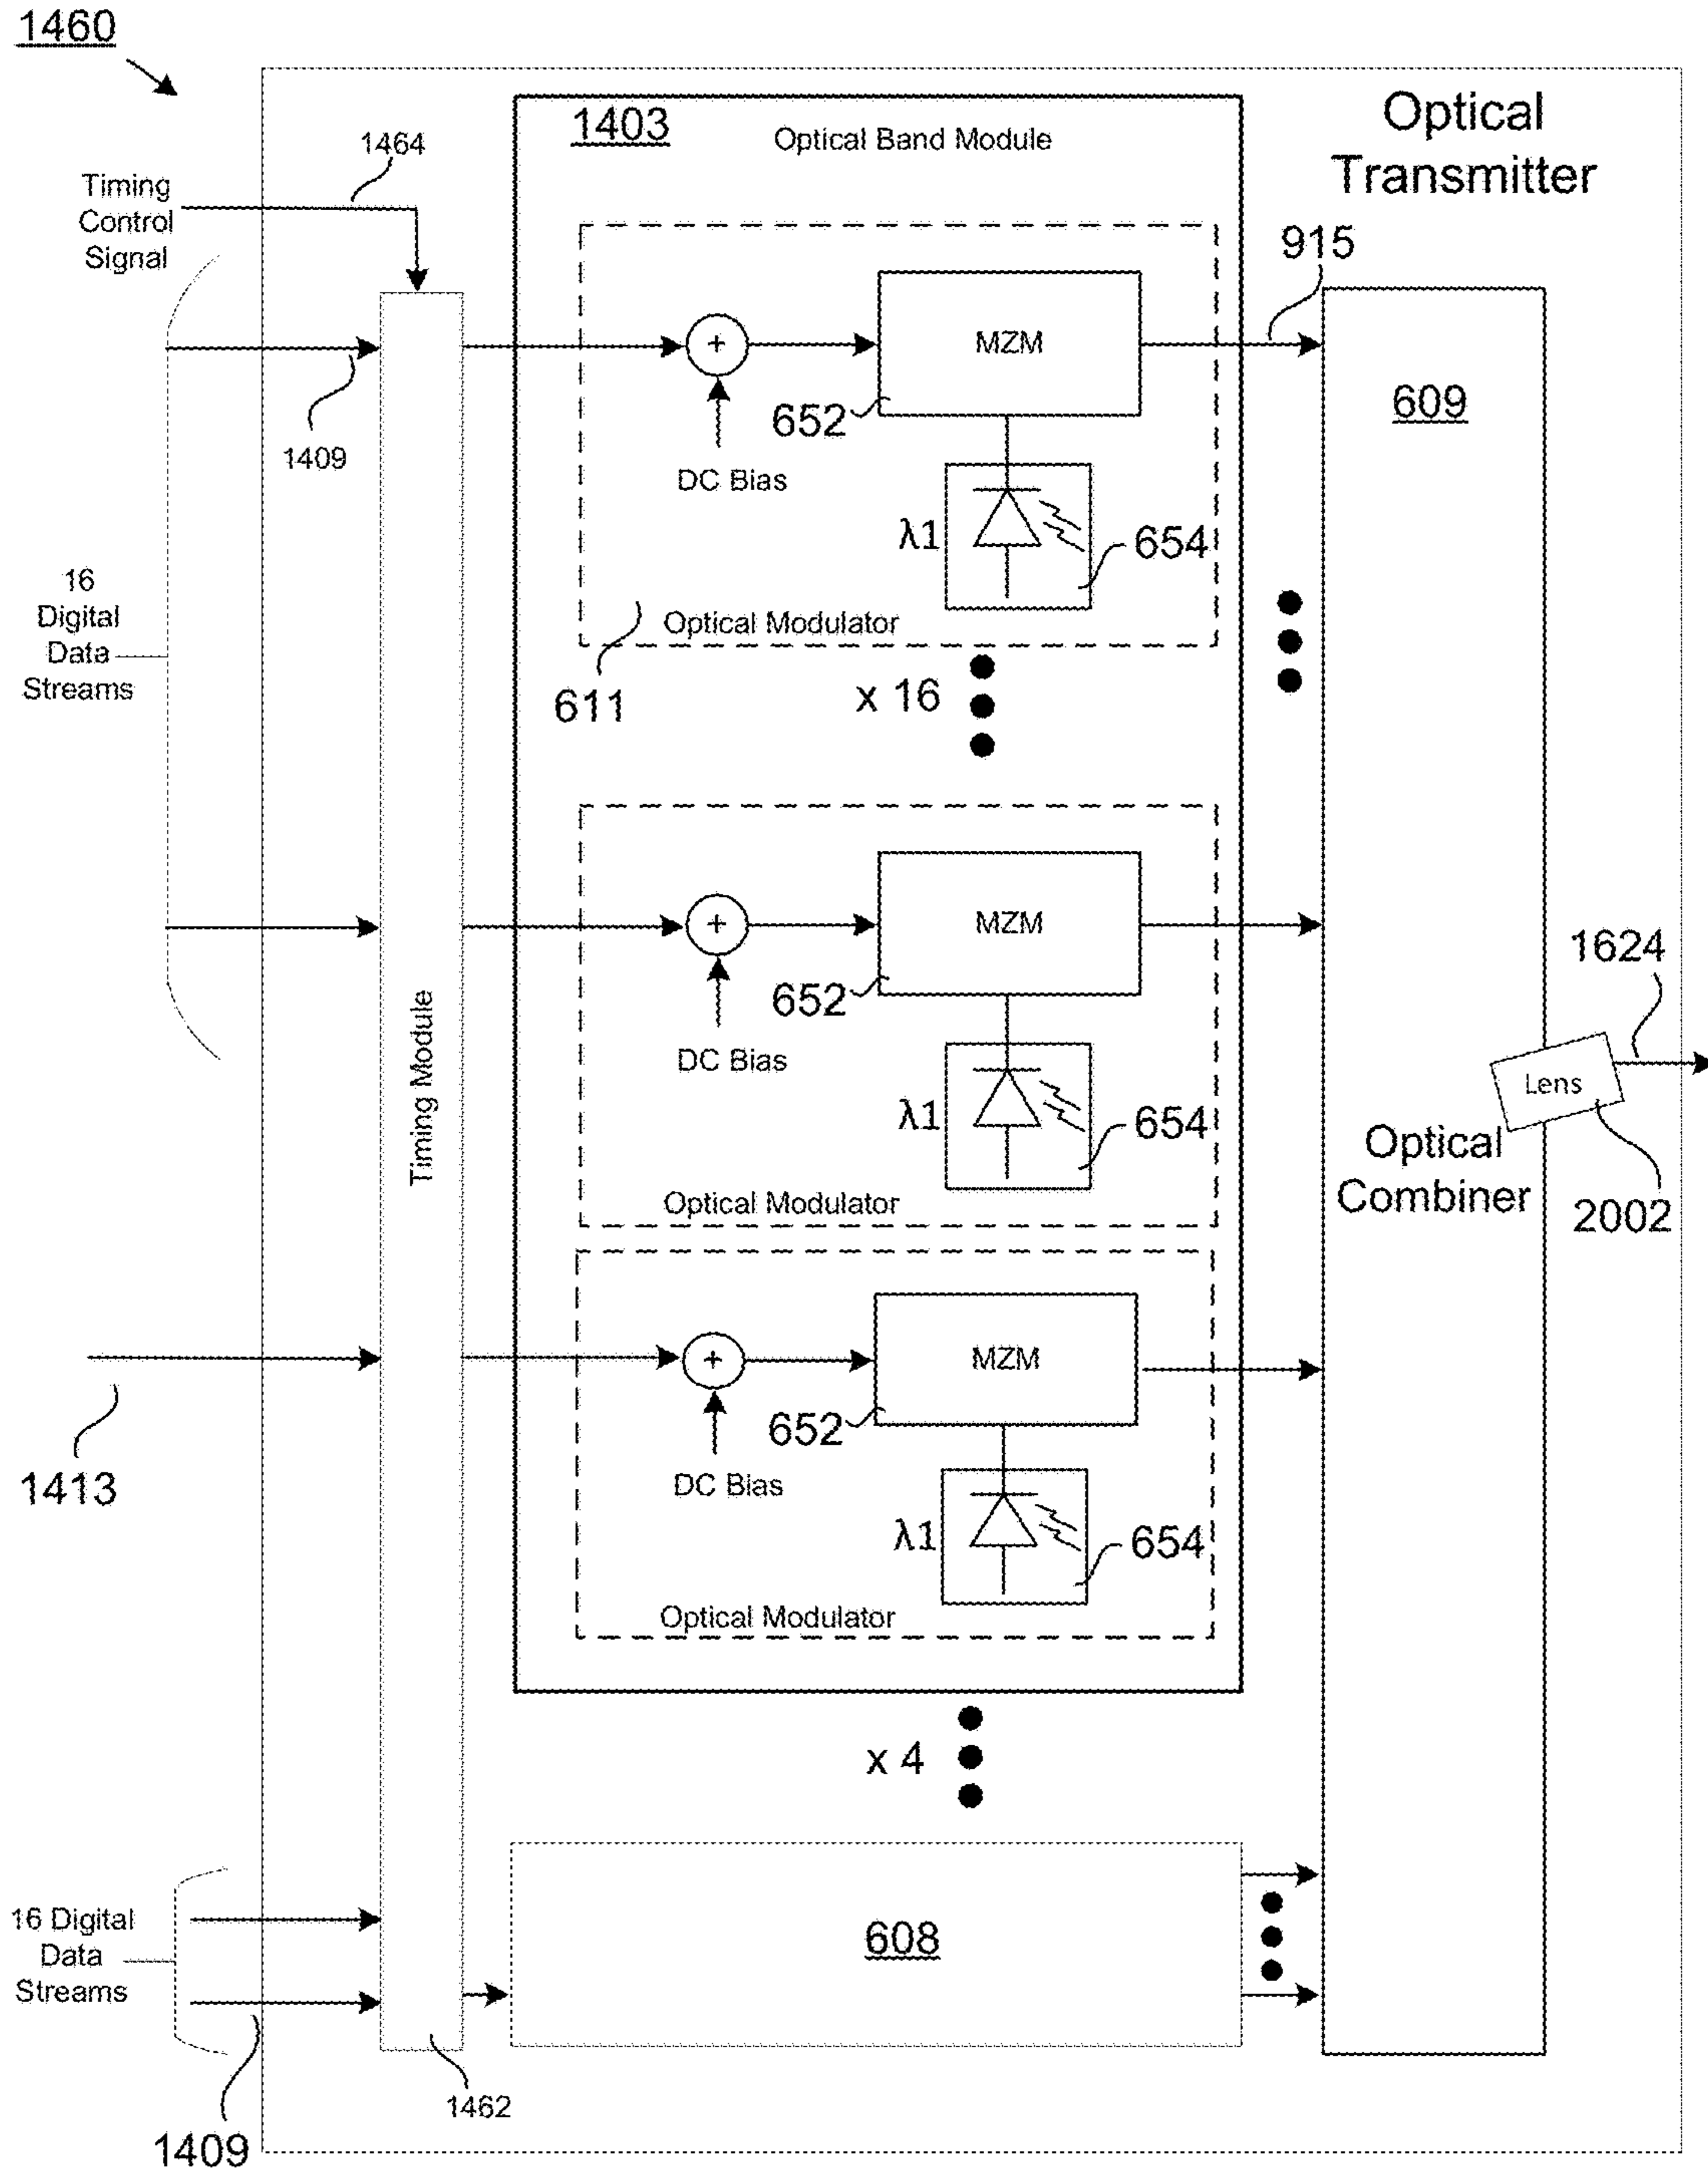 1460
1403
Optical Band Module
Optical
Transmitter
1464
Timing
Control
Signal
915
+
MZM
652
609
1409
DC Bias
λ1
654
16
Digital
Data
Streams
Optical Modulator
611
x 16
+
MZM
652
1624
Timing Module
DC Bias
Lens
λ1
654
Optical
Combiner
Optical Modulator
2002
+
MZM
652
1413
DC Bias
λ1
654
Optical Modulator
x 4
16 Digital
Data
Streams
608
1462
1409